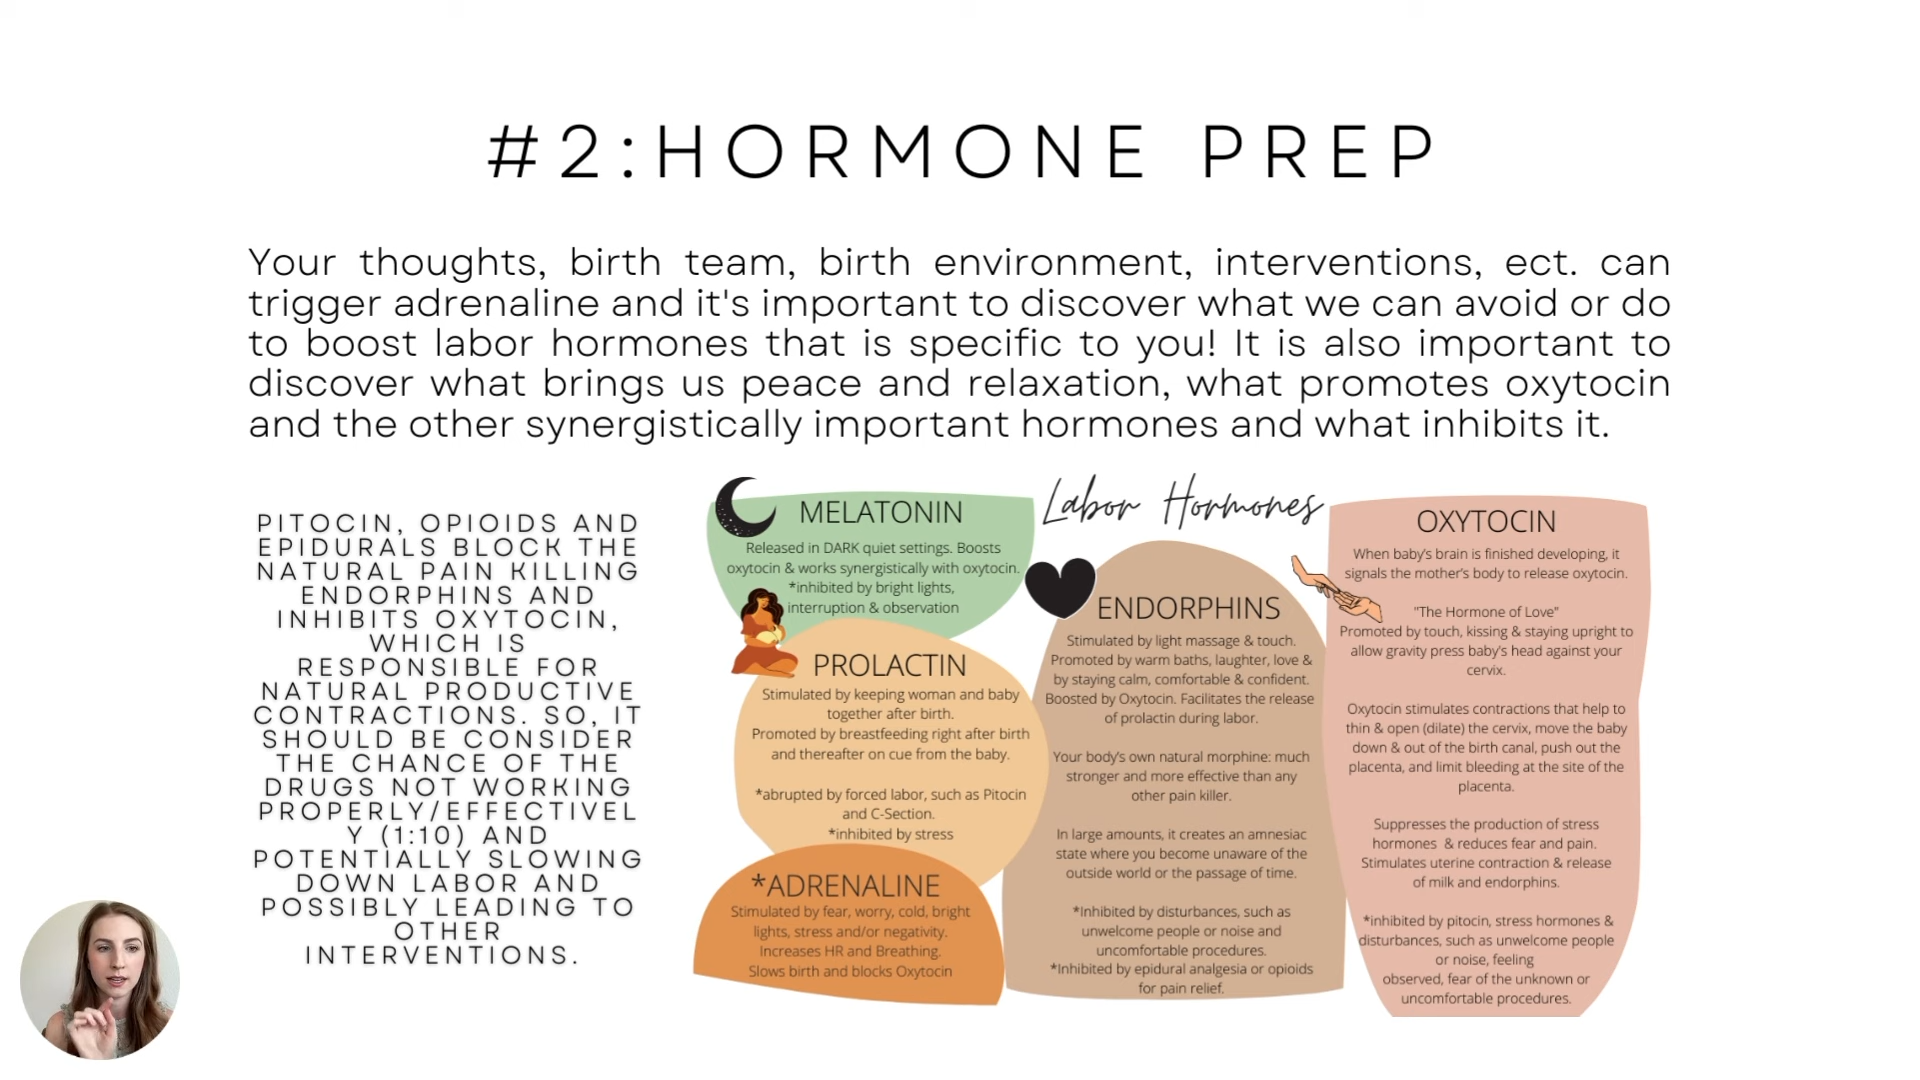 #2:HORMONE PREP
Your thoughts, birth team, birth environment, interventions, ect. can
trigger adrenaline and it's important to discover what we can avoid or do
to boost labor hormones that is specific to you! It is also important to
discover what brings us peace and relaxation, what promotes oxytocin
and the other synergistically important hormones and what inhibits it.
PITOCIN, OPIOIDS AND
EPIDURALS BLOCK THE
NATURAL PAIN KILLING
ENDORPHINS AND
INHIBITS OXYTOCIN,
WHICH IS
RESPONSIBLE FOR
NATURAL PRODUCTIVE
CONTRACTIONS. SO, IT
SHOULD BE CONSIDER
THE CHANCE OF THE
DRUGS NOT WORKING
PROPERLY/EFFECTIVEL
Y (1:10) AND
POTENTIALLY SLOWING
DOWN LABOR AND
POSSIBLY LEADING TO
OTHER
INTERVENTIONS.
Labor Hormones
MELATONIN
Released in DARK quiet settings. Boosts
oxytocin & works synergistically with oxytocin.
*inhibited by bright lights,
interruption & observation
PROLACTIN
Stimulated by keeping woman and baby
together after birth.
Promoted by breastfeeding right after birth
and thereafter on cue from the baby.
*abrupted by forced labor, such as Pitocin
and C-Section.
*inhibited by stress
*ADRENALINE
Stimulated by fear, worry, cold, bright
lights, stress and/or negativity.
Increases HR and Breathing.
Slows birth and blocks Oxytocin
ENDORPHINS
Stimulated by light massage & touch.
Promoted by warm baths, laughter, love &
by staying calm, comfortable & confident.
Boosted by Oxytocin. Facilitates the release
of prolactin during labor.
Your body's own natural morphine: much
stronger and more effective than any
other pain killer.
In large amounts, it creates an amnesiac
state where you become unaware of the
outside world or the passage of time.
*Inhibited by disturbances, such as
unwelcome people or noise and
uncomfortable procedures.
*Inhibited by epidural analgesia or opioids
for pain relief.
OXYTOCIN
When baby's brain is finished developing, it
signals the mother's body to release oxytocin.
"The Hormone of Love"
Promoted by touch, kissing & staying upright to
allow gravity press baby's head against your
cervix.
Oxytocin stimulates contractions that help to
thin & open (dilate) the cervix, move the baby
down & out of the birth canal, push out the
placenta, and limit bleeding at the site of the
placenta.
Suppresses the production of stress
hormones & reduces fear and pain.
Stimulates uterine contraction & release
of milk and endorphins.
*inhibited by pitocin, stress hormones &
disturbances, such as unwelcome people
or noise, feeling
observed, fear of the unknown or
uncomfortable procedures.